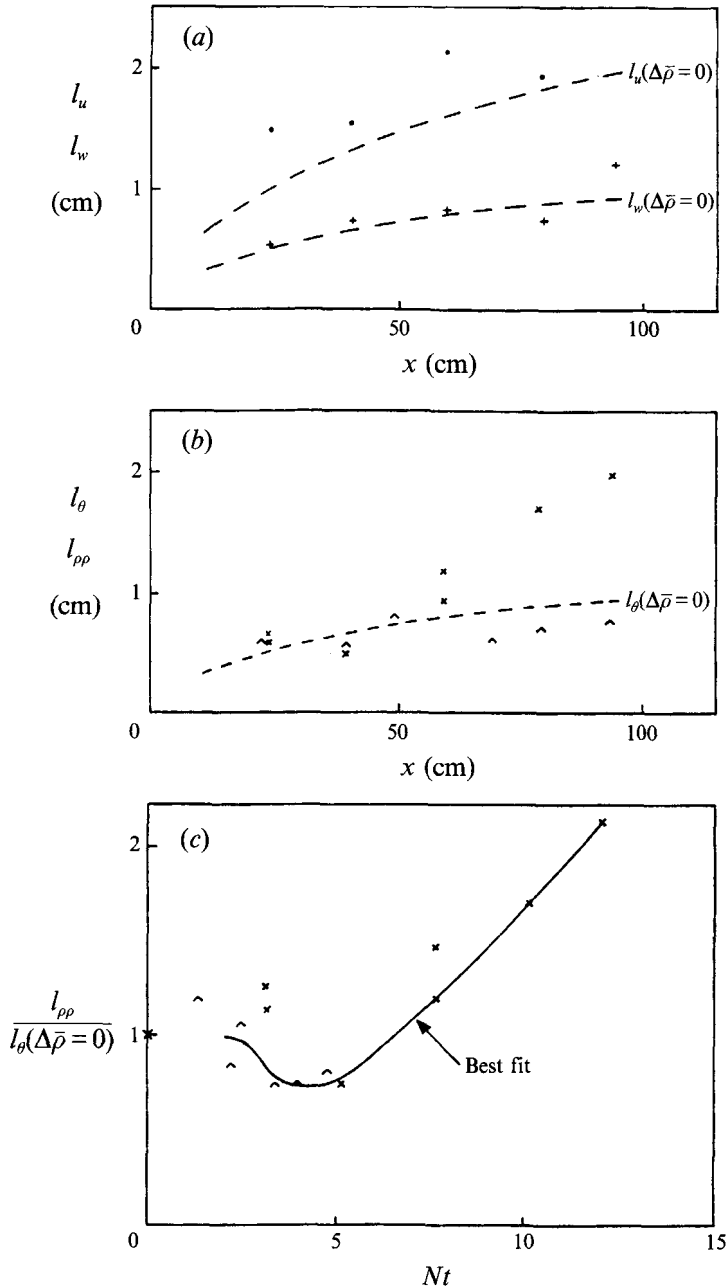 (a)
2
1
0
l_u
l_w
(cm)
l_u(Δρ̄ = 0)
l_w(Δρ̄ = 0)
50
100
x (cm)
(b)
2
1
0
l_θ
l_ρρ
(cm)
l_θ(Δρ̄ = 0)
50
100
x (cm)
(c)
2
1
0
l_ρρ
l_θ(Δρ̄ = 0)
Best fit
5
10
15
Nt